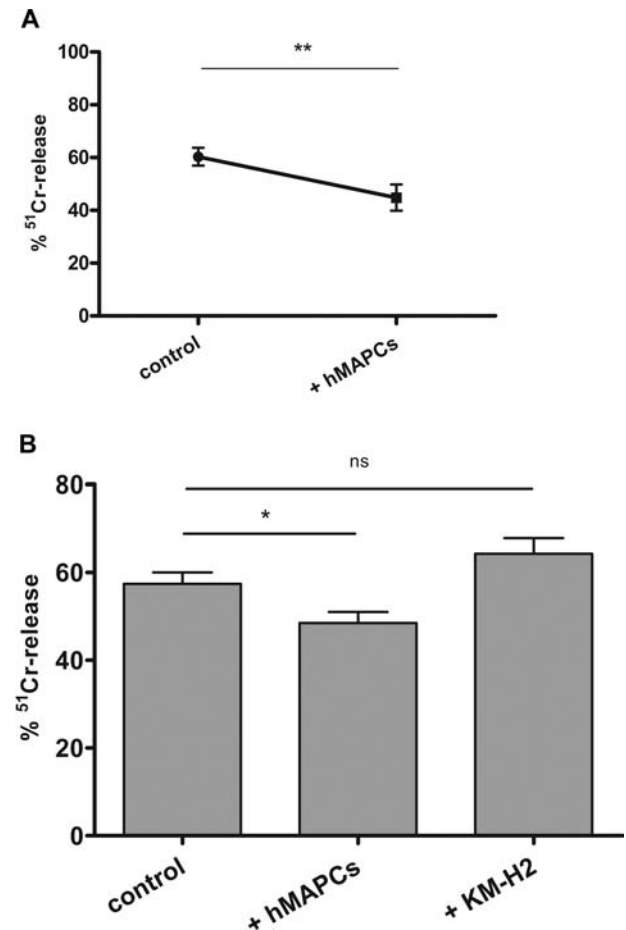 A
**
100
80
60
40
20
0
% ⁵¹Cr-release
control
+ hMAPCs
B
ns
*
80
60
40
20
0
% ⁵¹Cr-release
control
+ hMAPCs
+ KM-H2